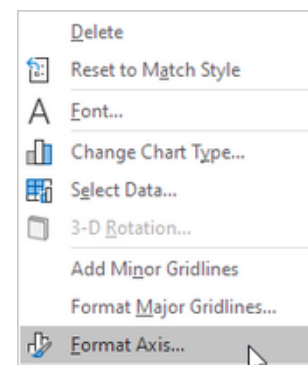 Delete
Reset to Match Style
Font...
Change Chart Type...
Select Data...
3-D Rotation...
Add Minor Gridlines
Format Major Gridlines...
Format Axis...